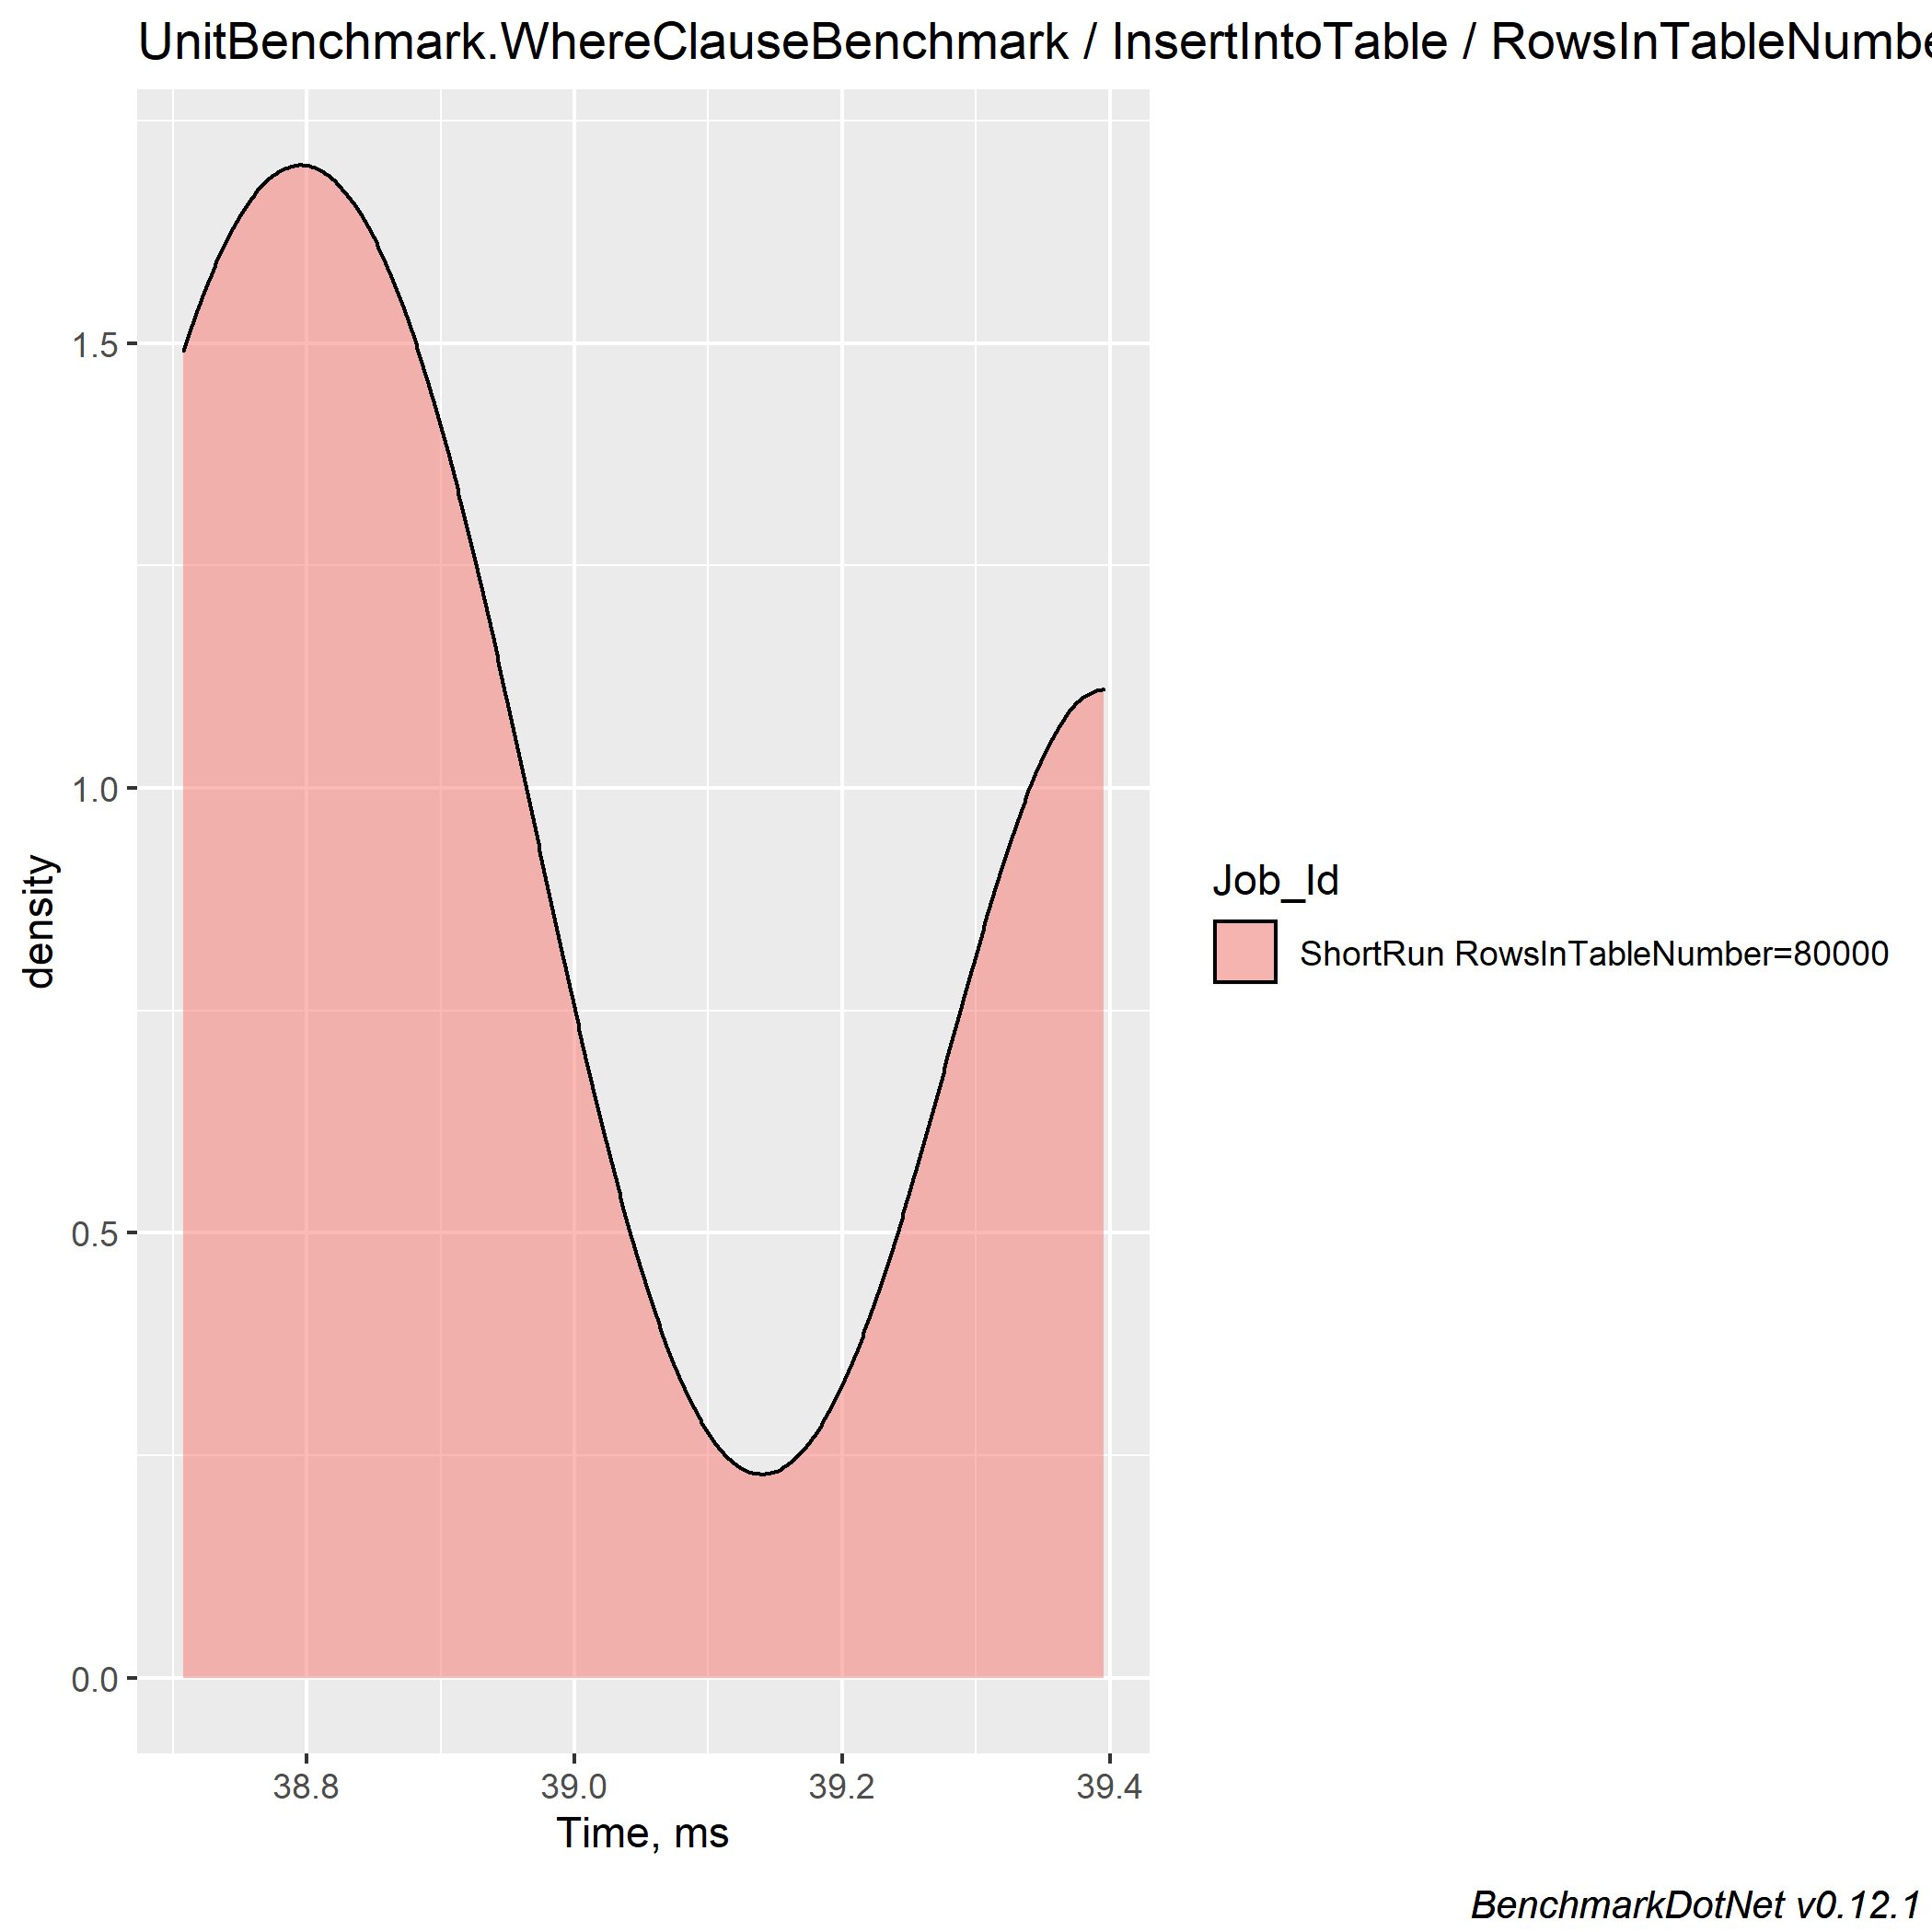 UnitBenchmark.WhereClauseBenchmark / InsertIntoTable / RowsInTableNumbe
density
1.5
1.0
0.5
0.0
38.8 39.0 39.2 39.4
Time, ms
Job_Id
ShortRun RowsInTableNumber=80000
BenchmarkDotNet v0.12.1